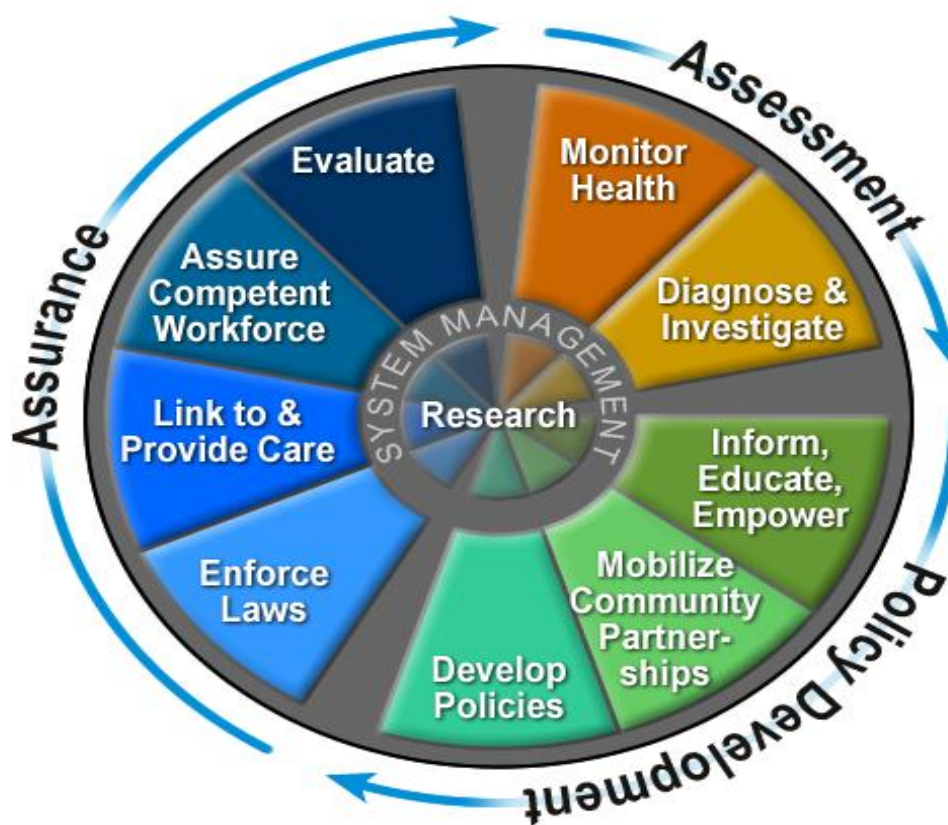 Assessment
Monitor
Health
Diagnose &
Investigate
Policy Development
Inform,
Educate,
Empower
Mobilize
Community
Partner-
ships
Develop
Policies
Assurance
Enforce
Laws
Link to &
Provide Care
Assure
Competent
Workforce
Evaluate
SYSTEM MANAGEMENT
Research